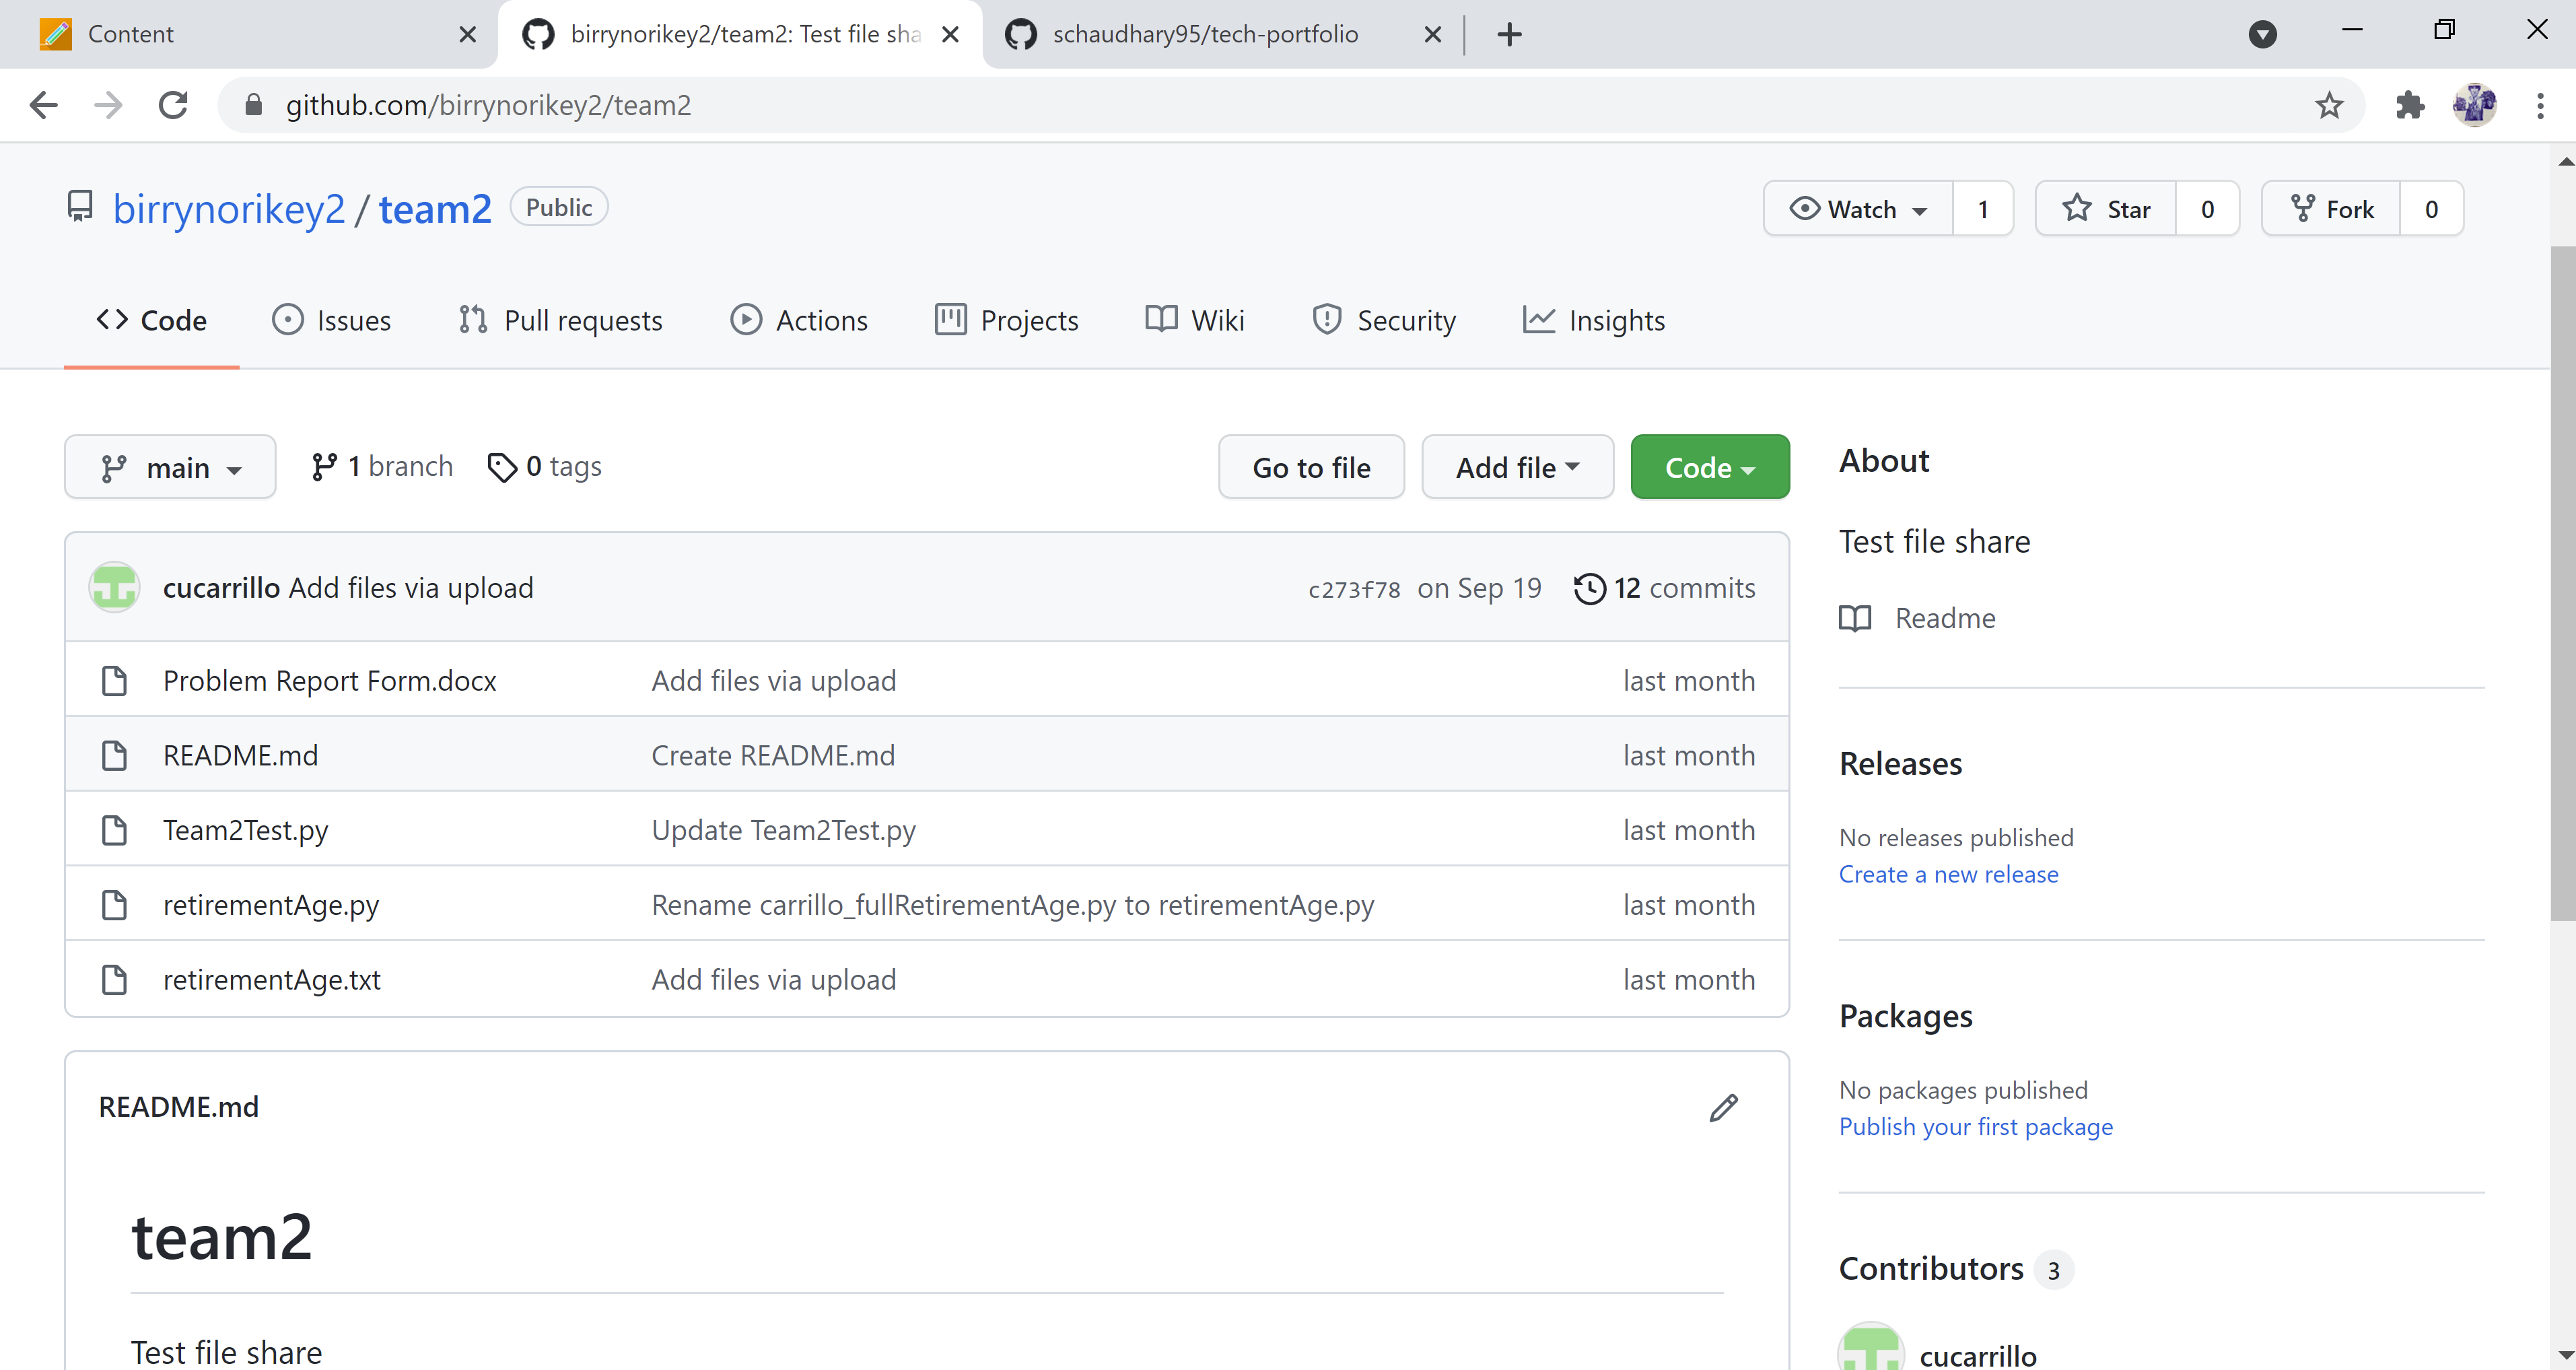 Content
birrynorikey2/team2: Test file sha
schaudhary95/tech-portfolio
github.com/birrynorikey2/team2
birrynorikey2 / team2 Public
Watch 1 Star 0 Fork 0
Code Issues Pull requests Actions Projects Wiki Security Insights
main 1 branch 0 tags Go to file Add file Code
cucarrillo Add files via upload c273f78 on Sep 19 12 commits
Problem Report Form.docx Add files via upload last month
README.md Create README.md last month
Team2Test.py Update Team2Test.py last month
retirementAge.py Rename carrillo_fullRetirementAge.py to retirementAge.py last month
retirementAge.txt Add files via upload last month
README.md
team2
Test file share
About
Test file share
Readme
Releases
No releases published
Create a new release
Packages
No packages published
Publish your first package
Contributors 3
cucarrillo